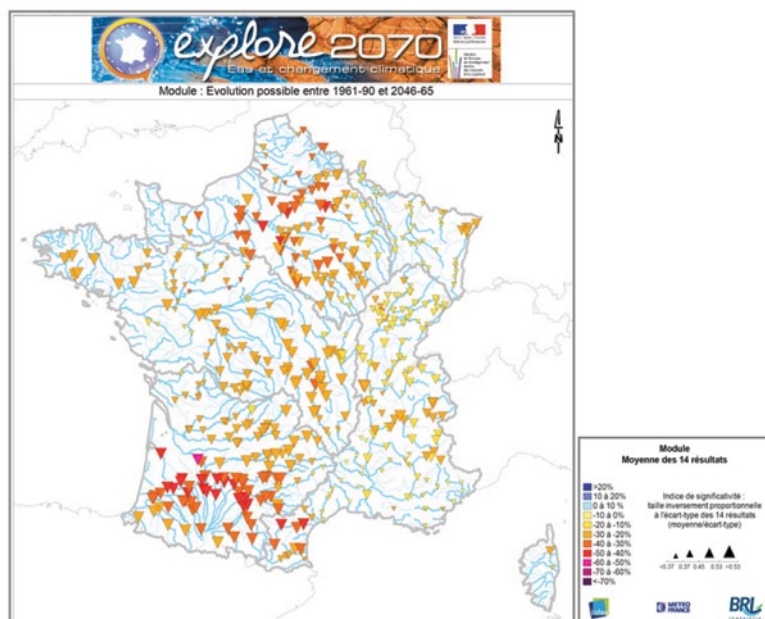 explore 2070
Eau et changement climatique
Module : Evolution possible entre 1961-90 et 2046-65
N
Module
Moyenne des 14 résultats
>20%
10 à 20%
0 à 10 %
-10 à 0%
-20 à -10%
-30 à -20%
-40 à -30%
-50 à -40%
-60 à -50%
-70 à -60%
<-70%
Indice de significativité :
taille inversement proportionnelle
à l'écart-type des 14 résultats
(moyenne/écart-type)
<0.37 0.37 0.45 0.53 >0.53
METEO
FRANCE
BRL